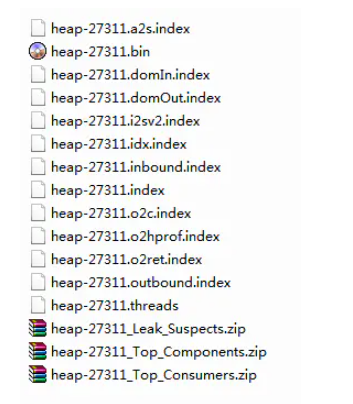 heap-27311.a2s.index
heap-27311.bin
heap-27311.domIn.index
heap-27311.domOut.index
heap-27311.i2sv2.index
heap-27311.idx.index
heap-27311.inbound.index
heap-27311.index
heap-27311.o2c.index
heap-27311.o2hprof.index
heap-27311.o2ret.index
heap-27311.outbound.index
heap-27311.threads
heap-27311_Leak_Suspects.zip
heap-27311_Top_Components.zip
heap-27311_Top_Consumers.zip